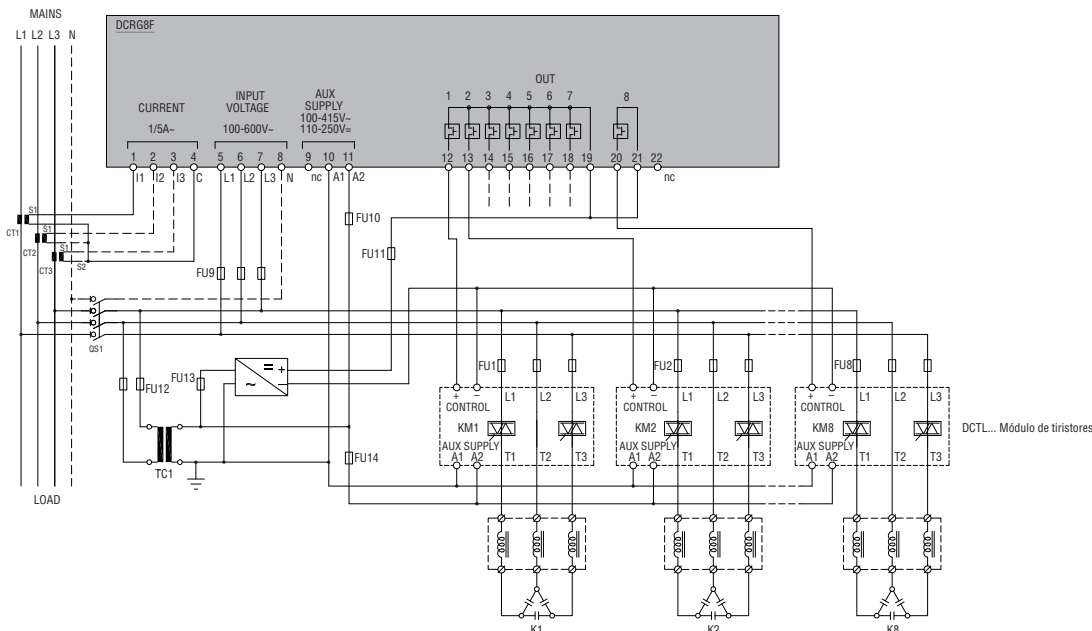 MAINS
L1 L2 L3 N
DCRG8F
CURRENT
1/5A~
INPUT
VOLTAGE
100-600V~
AUX
SUPPLY
100-415V~
110-250V=
OUT
1 2 3 4 5 6 7 8
1 2 3 4 5 6 7 8 9 10 11 12 13 14 15 16 17 18 19 20 21 22
I1 I2 I3 C L1 L2 L3 N nc A1 A2 nc
S1
CT1
S1
CT2
S1
CT3
S2
FU10
FU11
FU9
QS1
FU12
FU13
= +
~ –
FU1
FU2
FU8
+ – L1 L2 L3
CONTROL
KM1
AUX SUPPLY
A1 A2 T1 T2 T3
+ – L1 L2 L3
CONTROL
KM2
AUX SUPPLY
A1 A2 T1 T2 T3
+ – L1 L2 L3
CONTROL
KM8
AUX SUPPLY
A1 A2 T1 T2 T3
DCTL... Módulo de tiristores
FU14
TC1
LOAD
K1
K2
K8